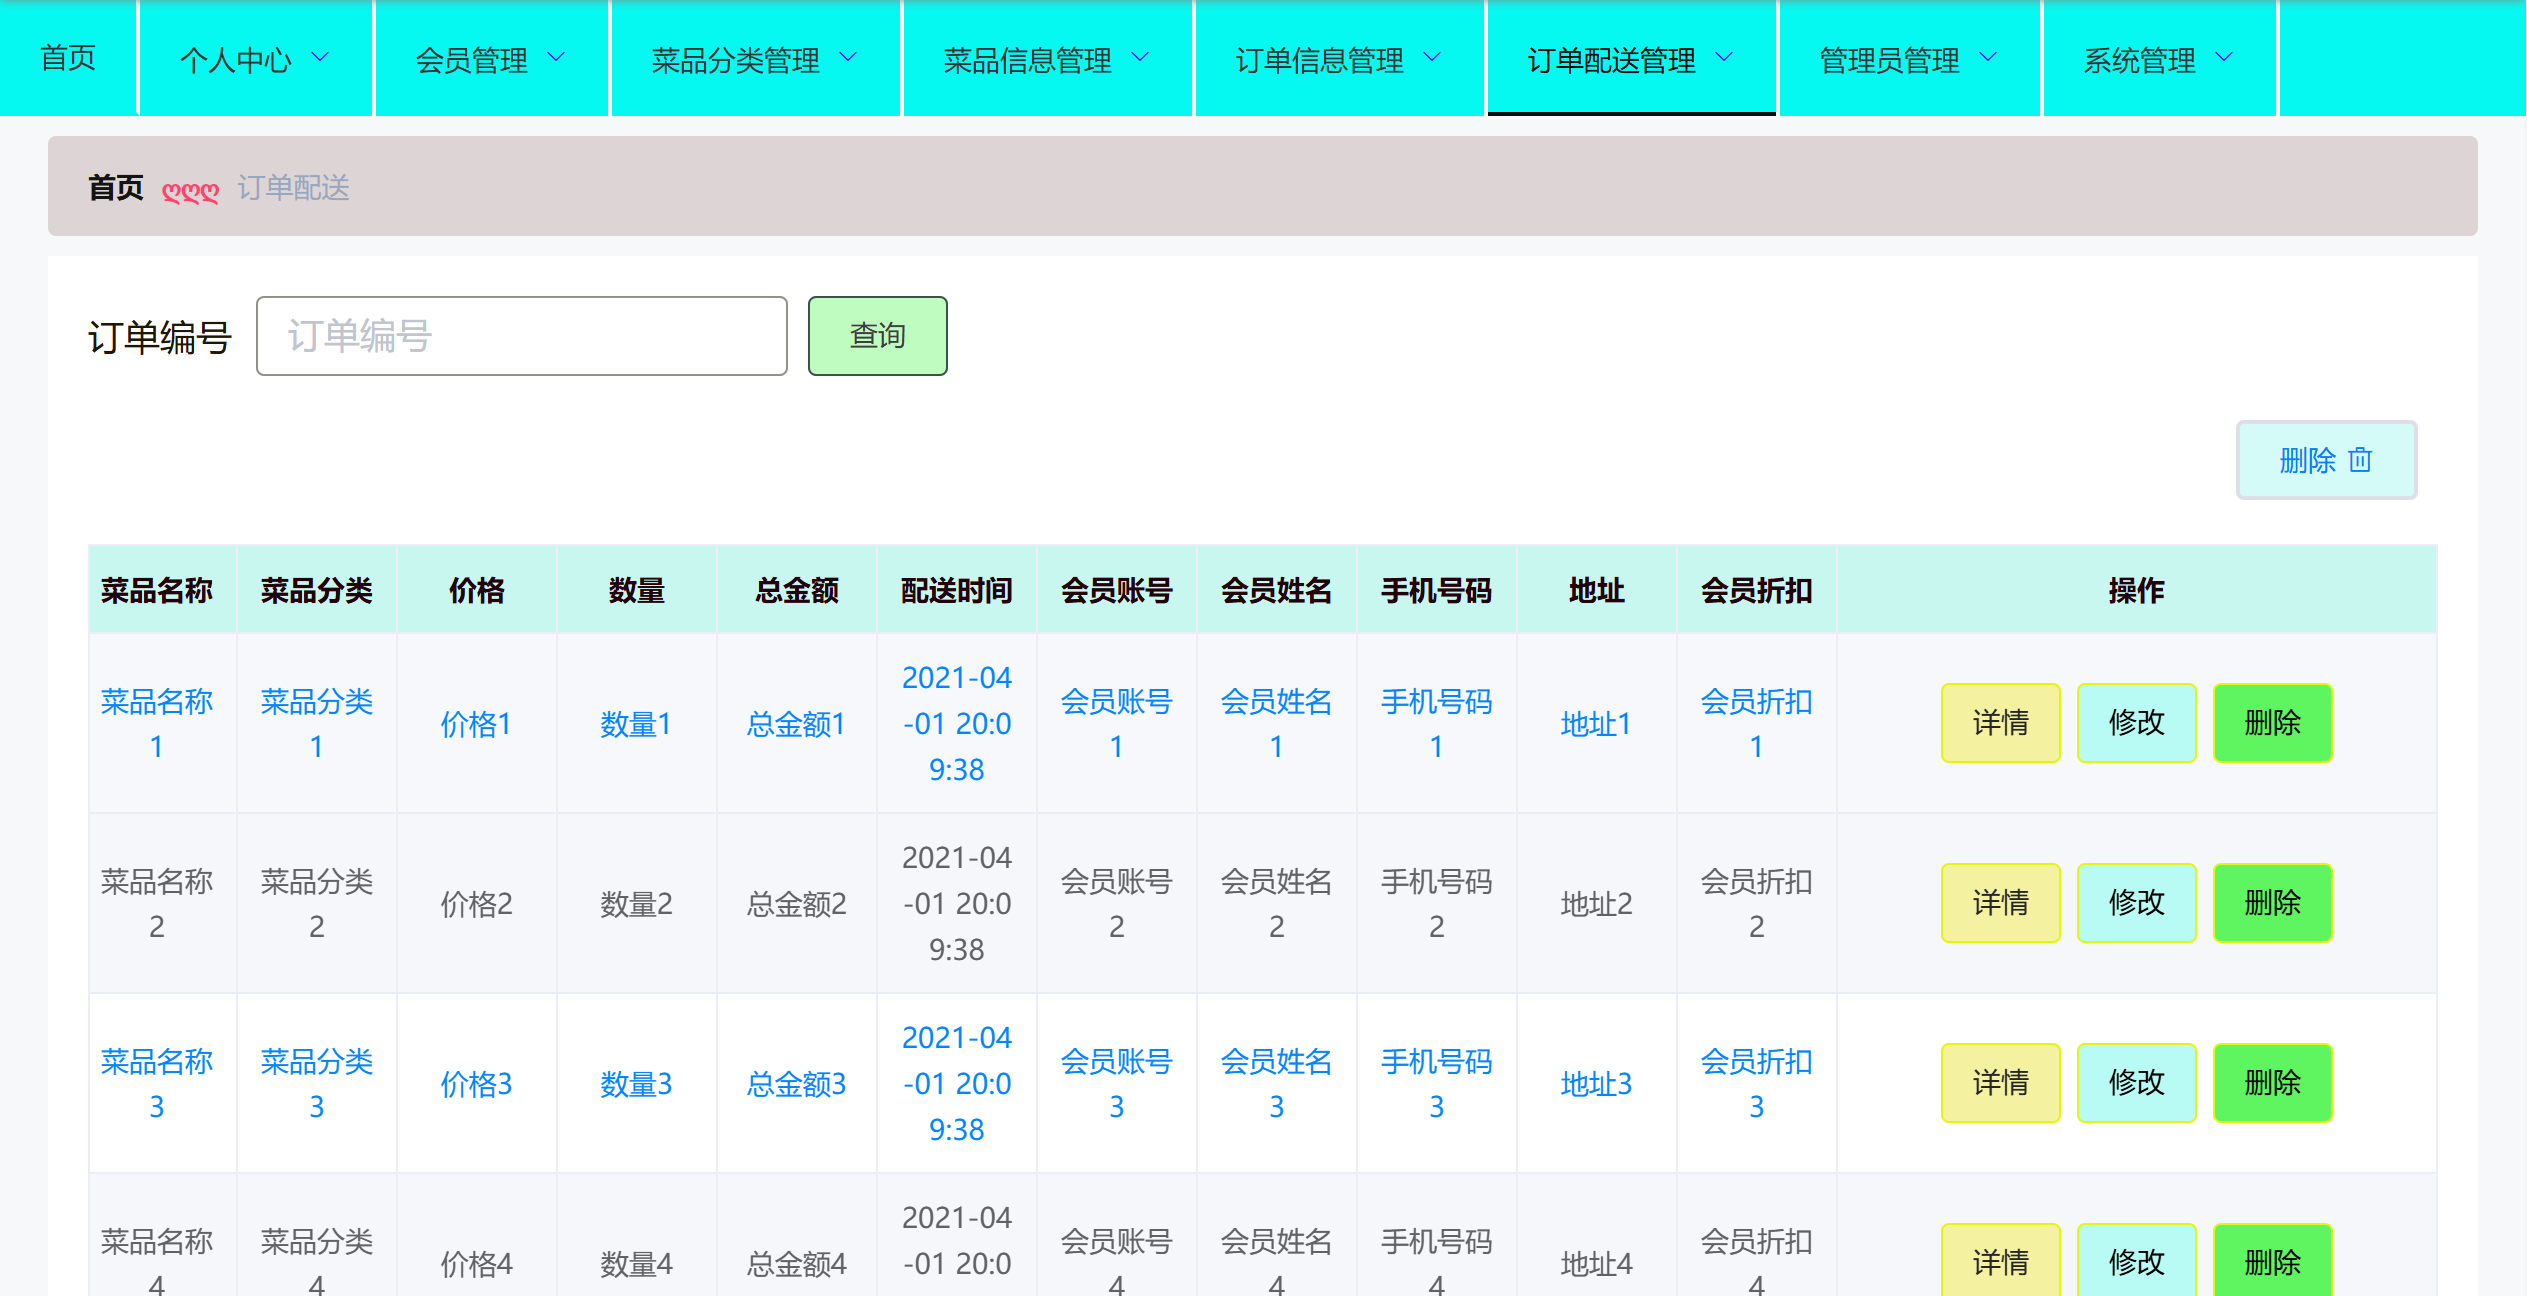 首页 个人中心 会员管理 菜品分类管理 菜品信息管理 订单信息管理 订单配送管理 管理员管理 系统管理
首页 ღღღ 订单配送
订单编号 订单编号 查询
删除
菜品名称 菜品分类 价格 数量 总金额 配送时间 会员账号 会员姓名 手机号码 地址 会员折扣 操作
菜品名称1 菜品分类1 价格1 数量1 总金额1 2021-04-01 20:09:38 会员账号1 会员姓名1 手机号码1 地址1 会员折扣1 详情 修改 删除
菜品名称2 菜品分类2 价格2 数量2 总金额2 2021-04-01 20:09:38 会员账号2 会员姓名2 手机号码2 地址2 会员折扣2 详情 修改 删除
菜品名称3 菜品分类3 价格3 数量3 总金额3 2021-04-01 20:09:38 会员账号3 会员姓名3 手机号码3 地址3 会员折扣3 详情 修改 删除
菜品名称4 菜品分类4 价格4 数量4 总金额4 2021-04-01 20:0 会员账号4 会员姓名4 手机号码4 地址4 会员折扣4 详情 修改 删除